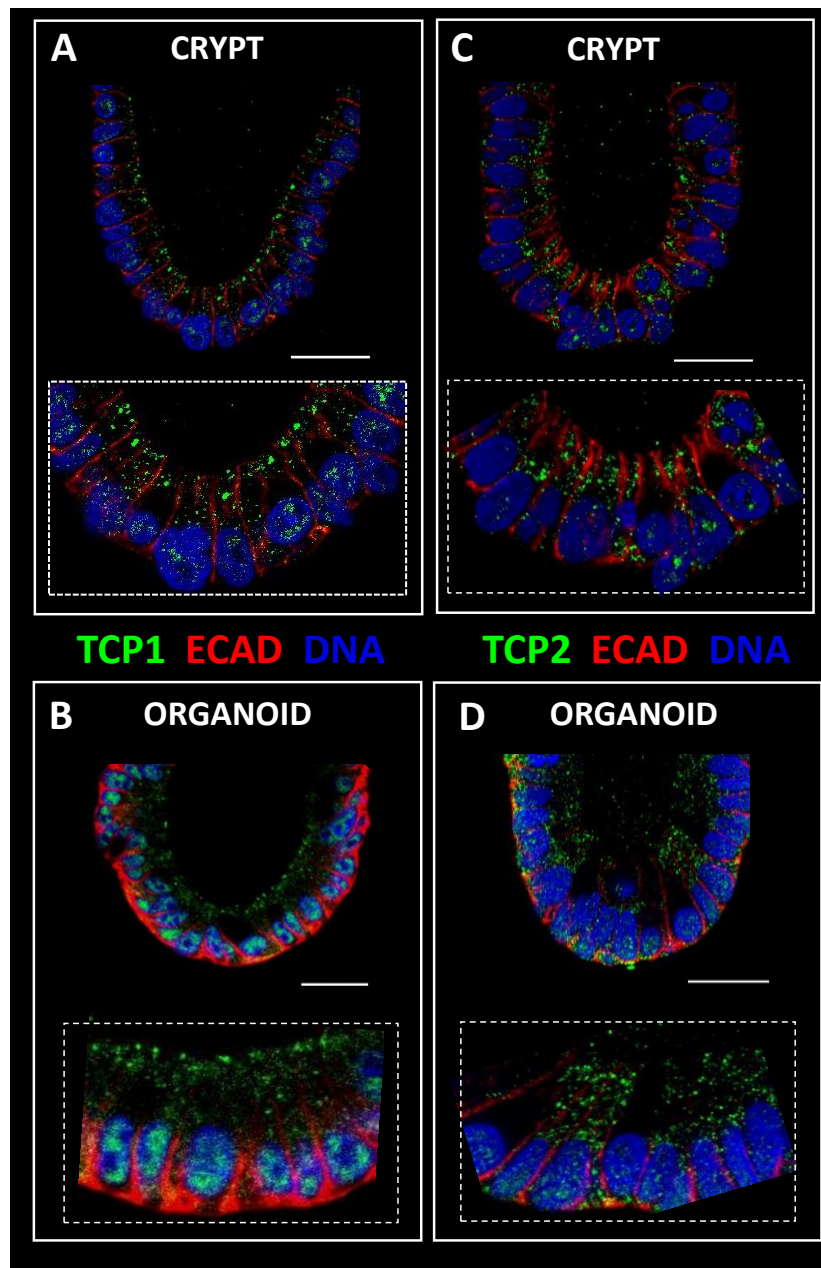 A CRYPT
C CRYPT
TCP1 ECAD DNA
TCP2 ECAD DNA
B ORGANOID
D ORGANOID